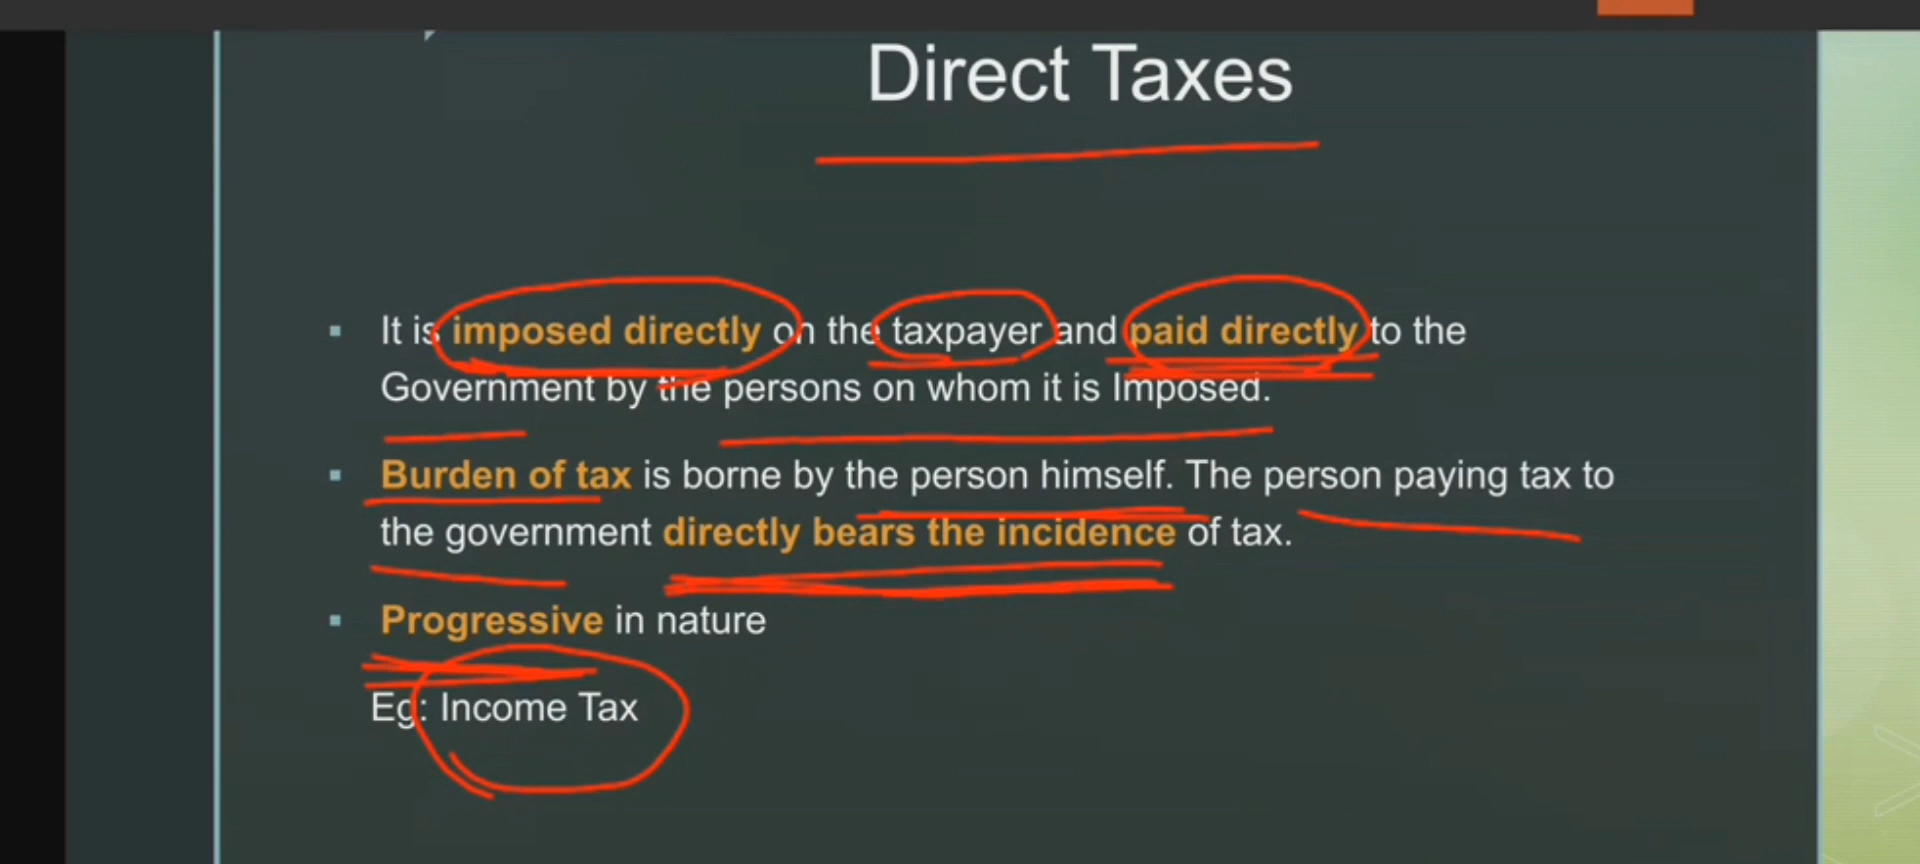 Direct Taxes
▪ It is imposed directly on the taxpayer and paid directly to the
Government by the persons on whom it is Imposed.
▪ Burden of tax is borne by the person himself. The person paying tax to
the government directly bears the incidence of tax.
▪ Progressive in nature
Eg: Income Tax